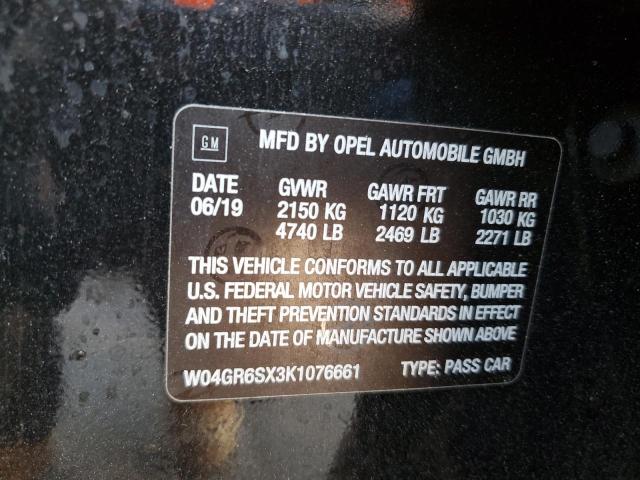 GM MFD BY OPEL AUTOMOBILE GMBH
DATE GVWR GAWR FRT GAWR RR
06/19 2150 KG 1120 KG 1030 KG
4740 LB 2469 LB 2271 LB
THIS VEHICLE CONFORMS TO ALL APPLICABLE
U.S. FEDERAL MOTOR VEHICLE SAFETY, BUMPER
AND THEFT PREVENTION STANDARDS IN EFFECT
ON THE DATE OF MANUFACTURE SHOWN ABOVE
W04GR6SX3K1076661 TYPE: PASS CAR